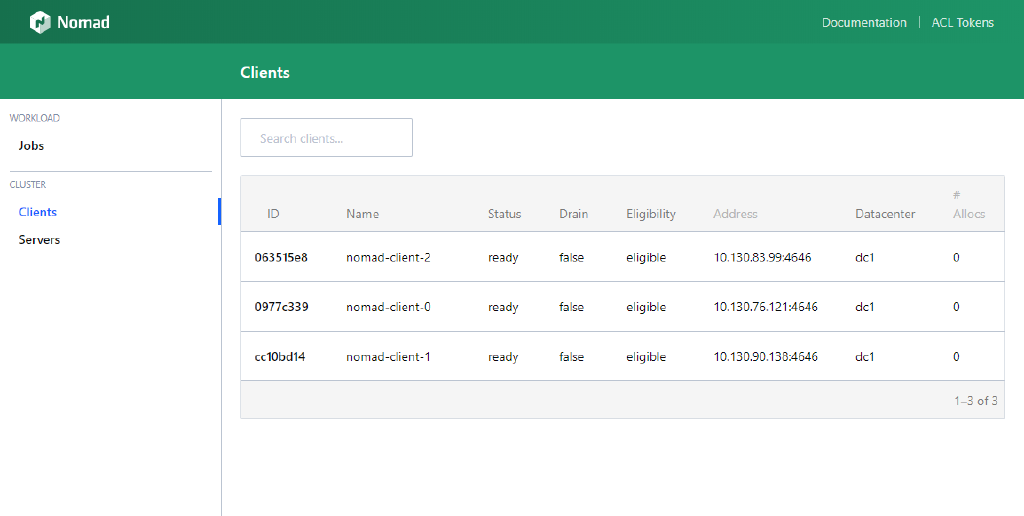 Nomad
Documentation | ACL Tokens
Clients
WORKLOAD
Jobs
CLUSTER
Clients
Servers
Search clients...
ID Name Status Drain Eligibility Address Datacenter # Allocs
063515e8 nomad-client-2 ready false eligible 10.130.83.99:4646 dc1 0
0977c339 nomad-client-0 ready false eligible 10.130.76.121:4646 dc1 0
cc10bd14 nomad-client-1 ready false eligible 10.130.90.138:4646 dc1 0
1–3 of 3